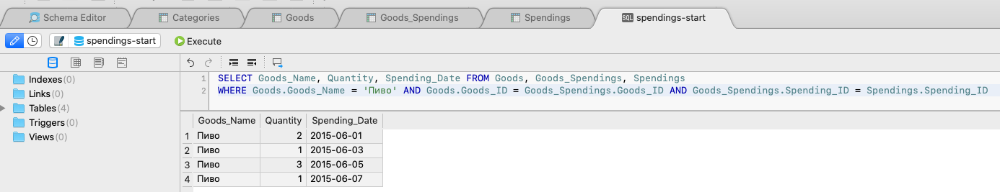 Schema Editor
Categories
Goods
Goods_Spendings
Spendings
SQL spendings-start
spendings-start
Execute
Indexes(0)
Links(0)
Tables(4)
Triggers(0)
Views(0)
1 SELECT Goods_Name, Quantity, Spending_Date FROM Goods, Goods_Spendings, Spendings
2 WHERE Goods.Goods_Name = 'Пиво' AND Goods.Goods_ID = Goods_Spendings.Goods_ID AND Goods_Spendings.Spending_ID = Spendings.Spending_ID
Goods_Name Quantity Spending_Date
1 Пиво 2 2015-06-01
2 Пиво 1 2015-06-03
3 Пиво 3 2015-06-05
4 Пиво 1 2015-06-07